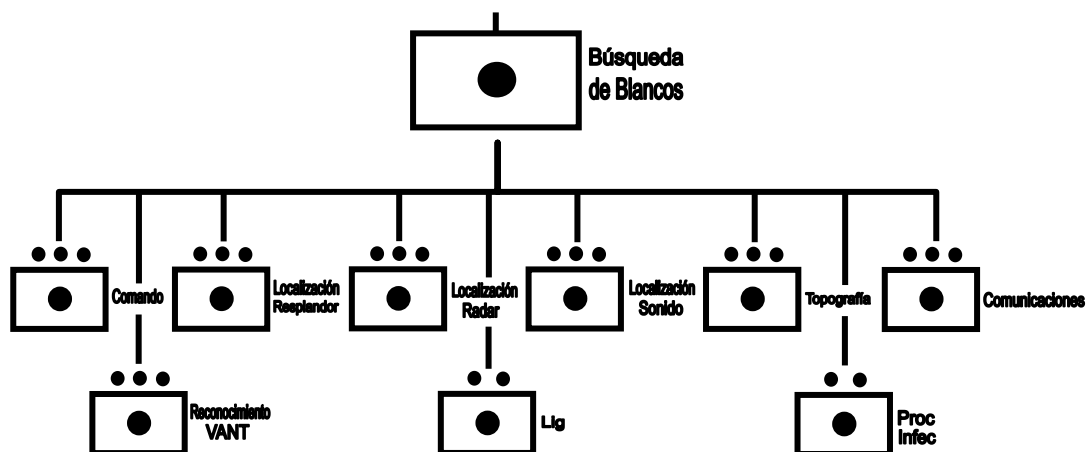 Búsqueda
de Blancos
Comando
Localización
Resplandor
Localización
Radar
Localización
Sonido
Topografía
Comunicaciones
Reconocimiento
VANT
Lig
Proc
Infec